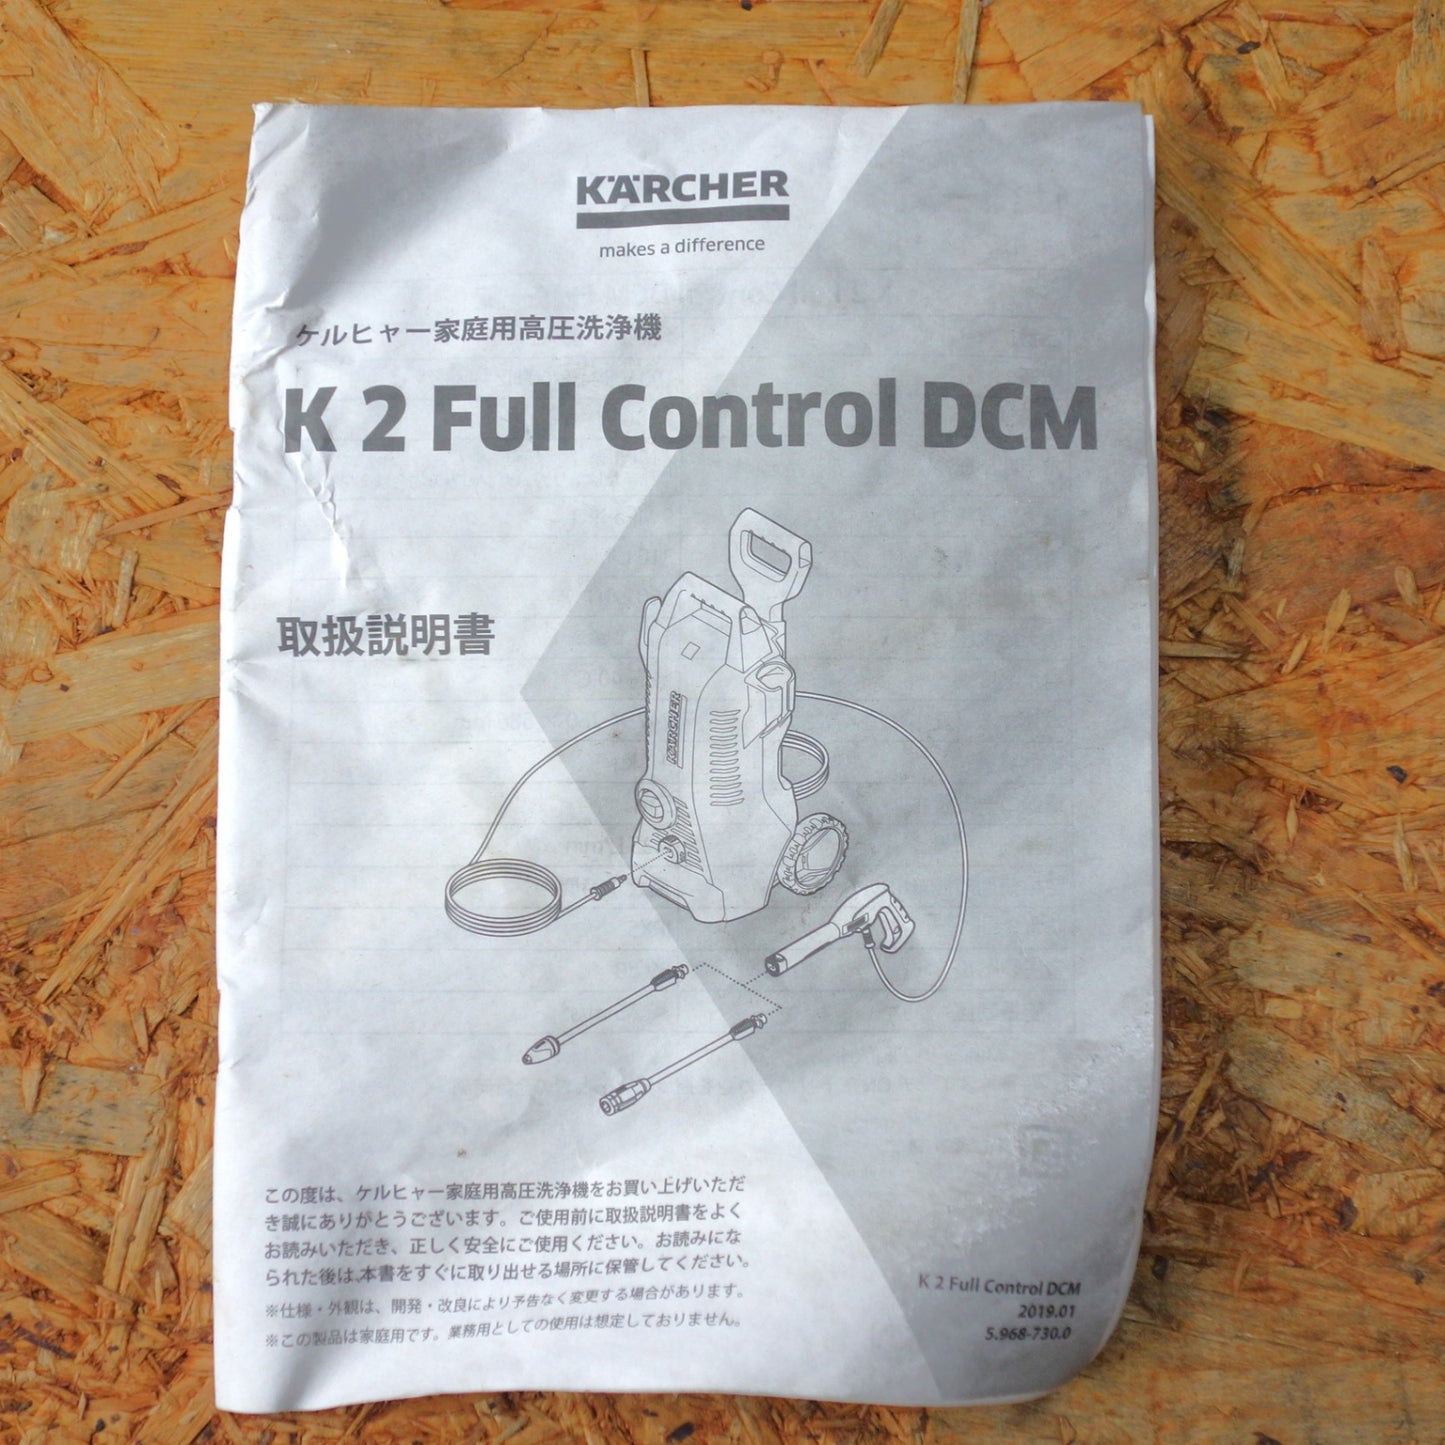 KÄRCHER
makes a difference
ケルヒャー家庭用高圧洗浄機
K 2 Full Control DCM
取扱説明書
KÄRCHER
この度は、ケルヒャー家庭用高圧洗浄機をお買い上げいただ
き誠にありがとうございます。ご使用前に取扱説明書をよく
お読みいただき、正しく安全にご使用ください。お読みにな
られた後は、本書をすぐに取り出せる場所に保管してください。
※仕様・外観は、開発・改良により予告なく変更する場合があります。
※この製品は家庭用です。業務用としての使用は想定しておりません。
K 2 Full Control DCM
2019.01
5.968-730.0